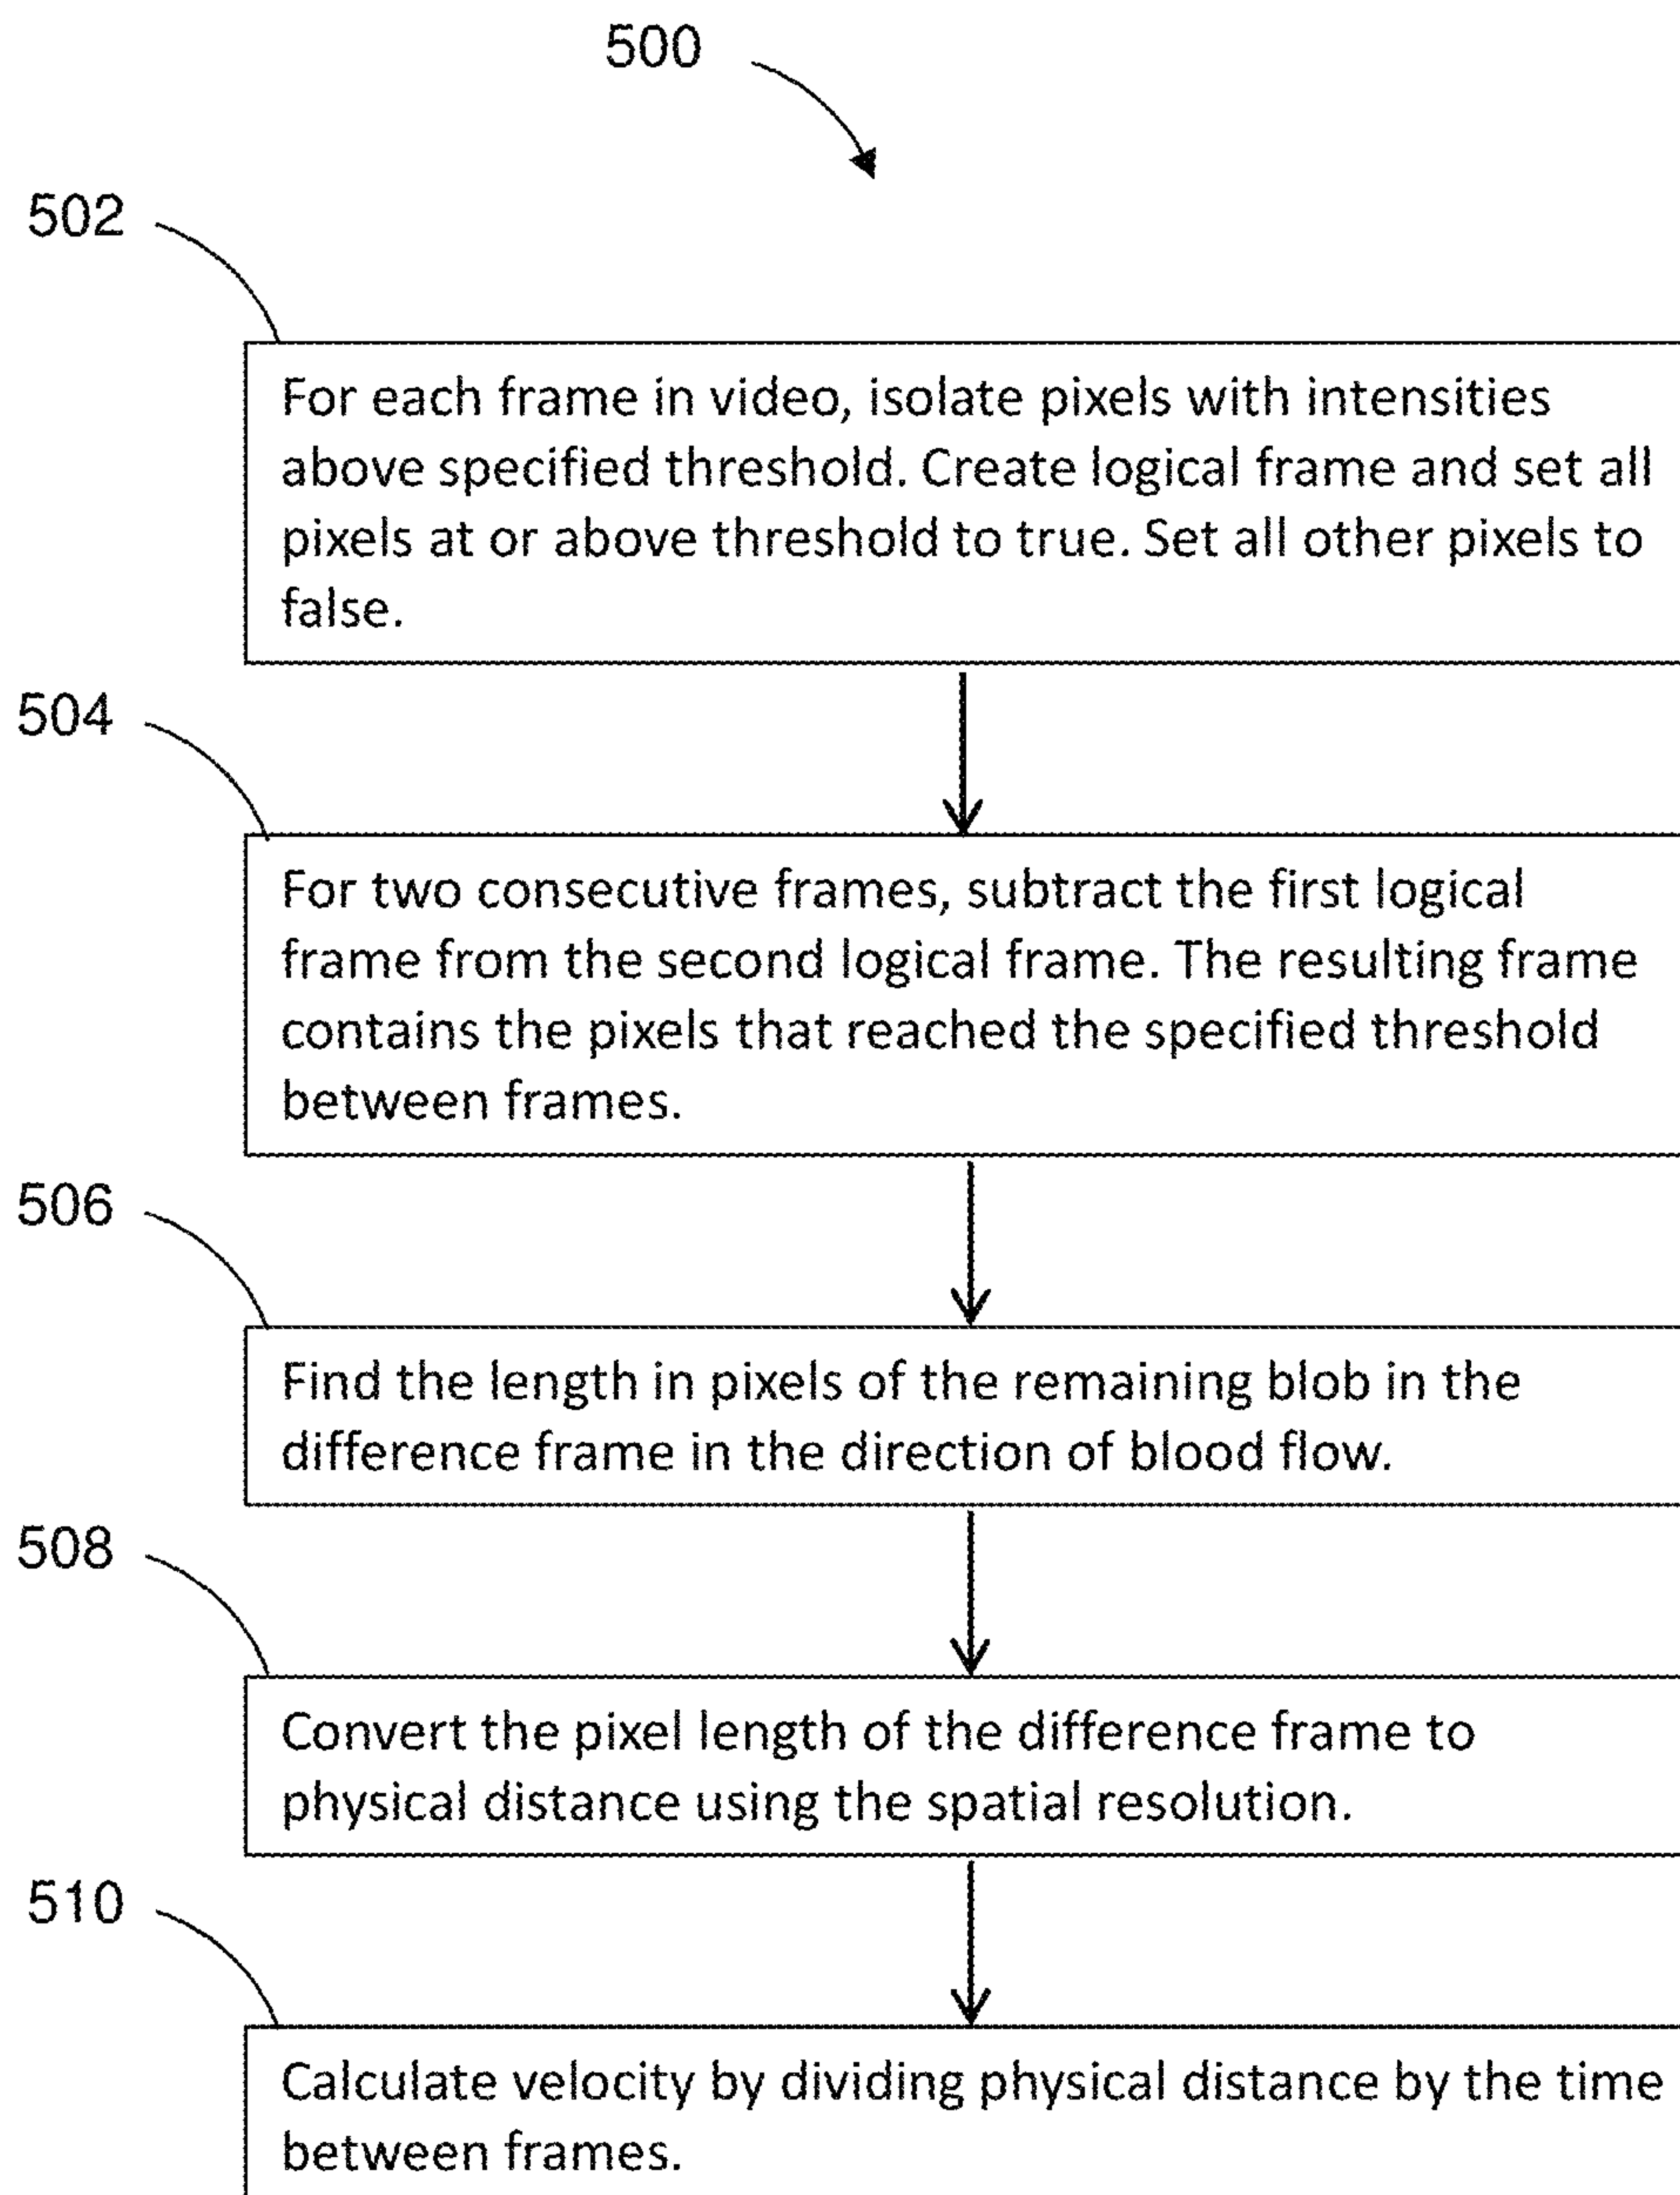 500
502
For each frame in video, isolate pixels with intensities
above specified threshold. Create logical frame and set all
pixels at or above threshold to true. Set all other pixels to
false.
504
For two consecutive frames, subtract the first logical
frame from the second logical frame. The resulting frame
contains the pixels that reached the specified threshold
between frames.
506
Find the length in pixels of the remaining blob in the
difference frame in the direction of blood flow.
508
Convert the pixel length of the difference frame to
physical distance using the spatial resolution.
510
Calculate velocity by dividing physical distance by the time
between frames.